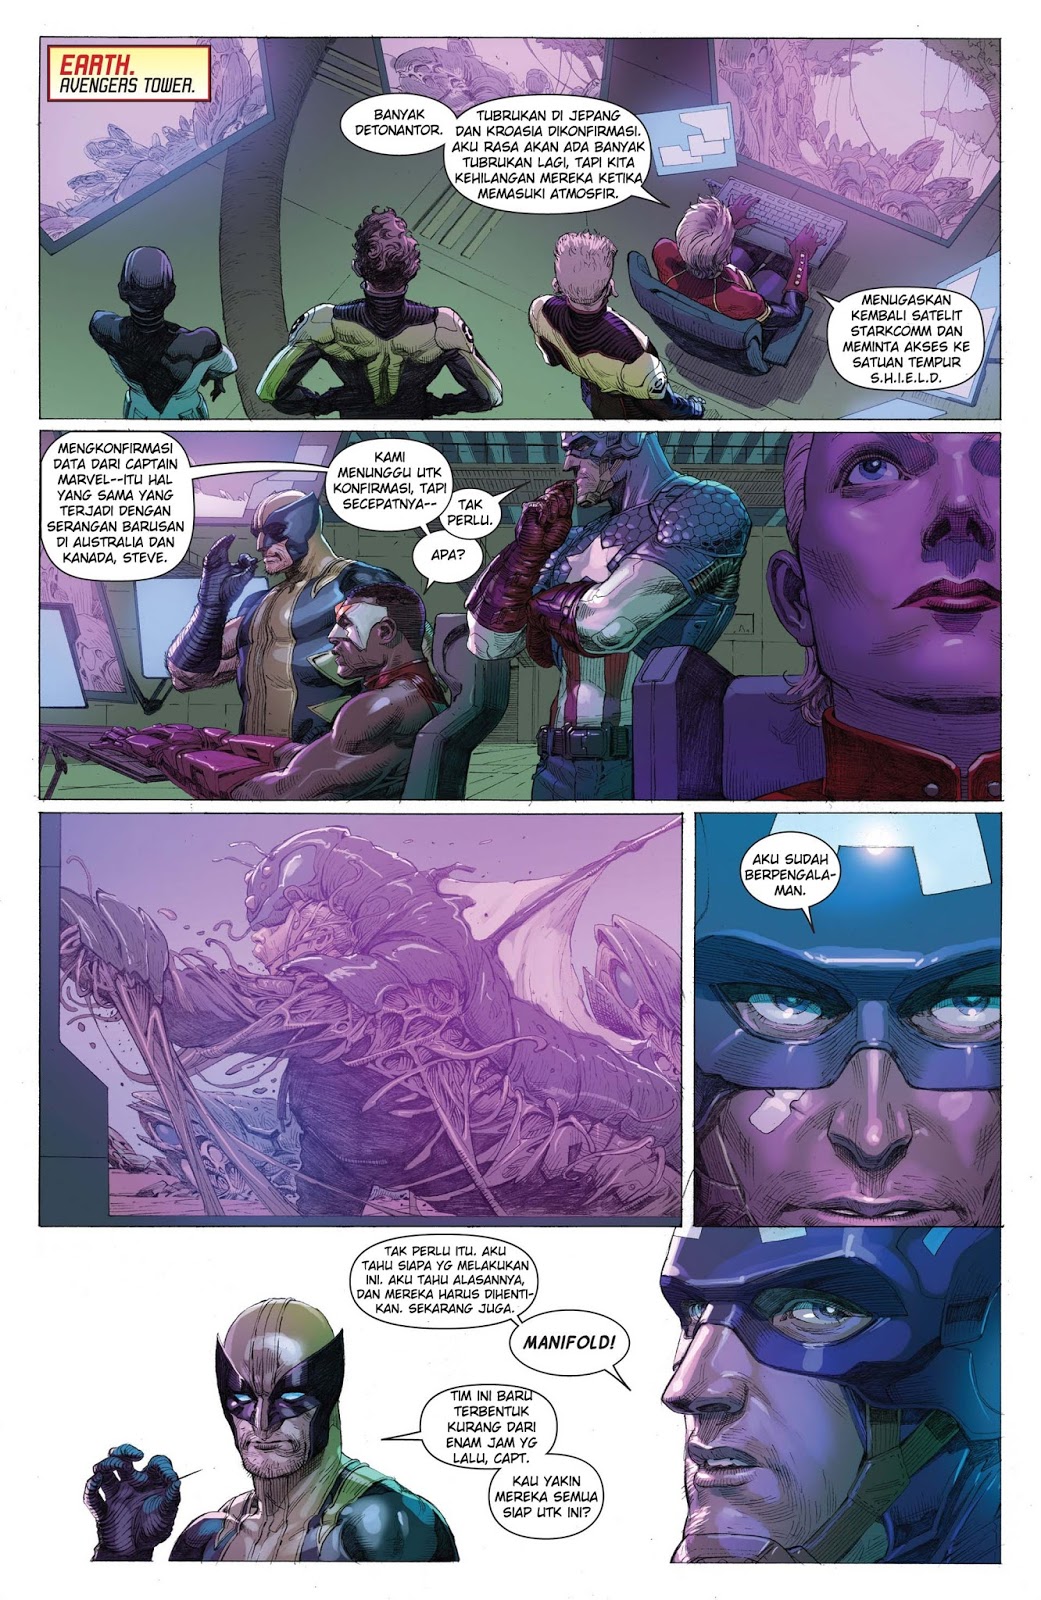 EARTH.
AVENGERS TOWER.
BANYAK
DETONANTOR.
TUBRUKAN DI JEPANG
DAN KROASIA DIKONFIRMASI.
AKU RASA AKAN ADA BANYAK
TUBRUKAN LAGI, TAPI KITA
KEHILANGAN MEREKA KETIKA
MEMASUKI ATMOSFIR.
MENUGASKAN
KEMBALI SATELIT
STARKCOMM DAN
MEMINTA AKSES KE
SATUAN TEMPUR
S.H.I.E.L.D.
MENGKONFIRMASI
DATA DARI CAPTAIN
MARVEL--ITU HAL
YANG SAMA YANG
TERJADI DENGAN
SERANGAN BARUSAN
DI AUSTRALIA DAN
KANADA, STEVE.
KAMI
MENUNGGU UTK
KONFIRMASI, TAPI
SECEPATNYA--
TAK
PERLU.
APA?
AKU SUDAH
BERPENGALA-
MAN.
TAK PERLU ITU. AKU
TAHU SIAPA YG MELAKUKAN
INI. AKU TAHU ALASANNYA,
DAN MEREKA HARUS DIHENTI-
KAN. SEKARANG JUGA.
MANIFOLD!
TIM INI BARU
TERBENTUK
KURANG DARI
ENAM JAM YG
LALU, CAPT.
KAU YAKIN
MEREKA SEMUA
SIAP UTK INI?